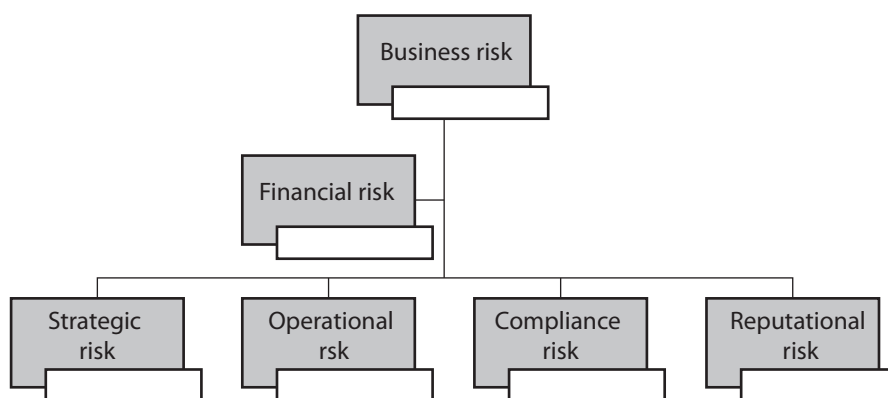 Business risk
Financial risk
Strategic
risk
Operational
rsk
Compliance
risk
Reputational
risk